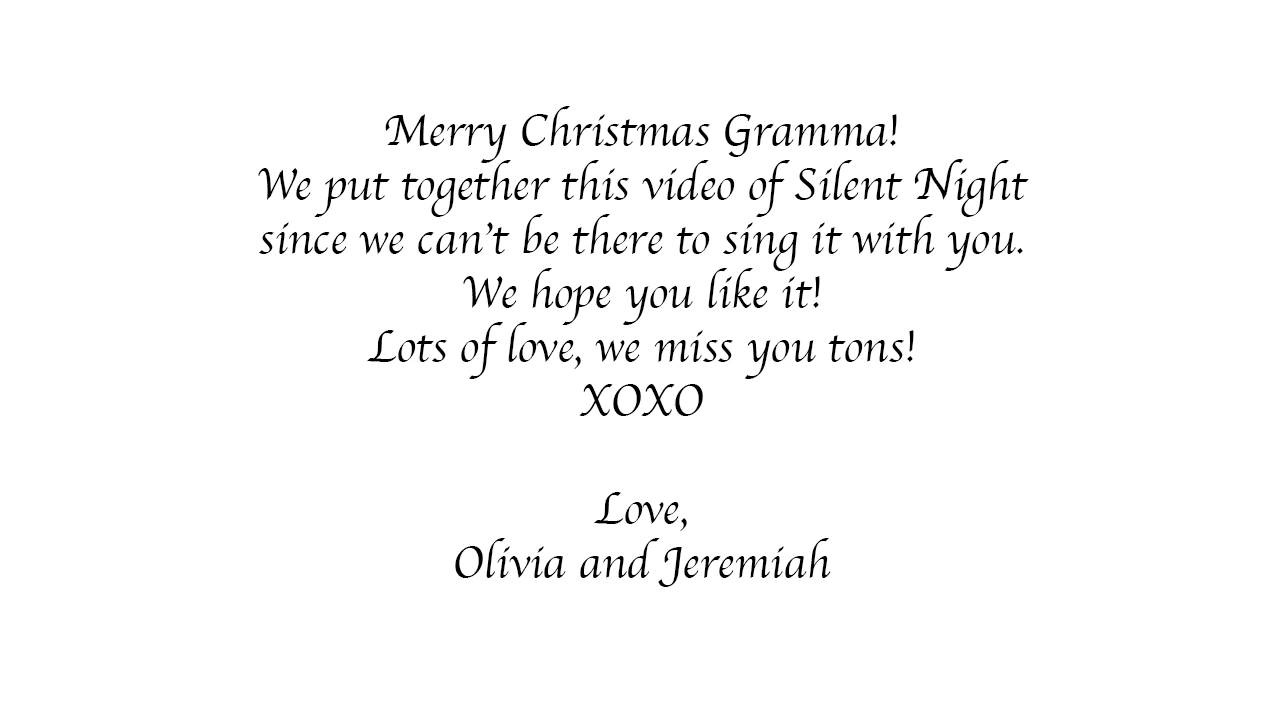 Merry Christmas Gramma!
We put together this video of Silent Night
since we can't be there to sing it with you.
We hope you like it!
Lots of love, we miss you tons!
XOXO
Love,
Olivia and Jeremiah